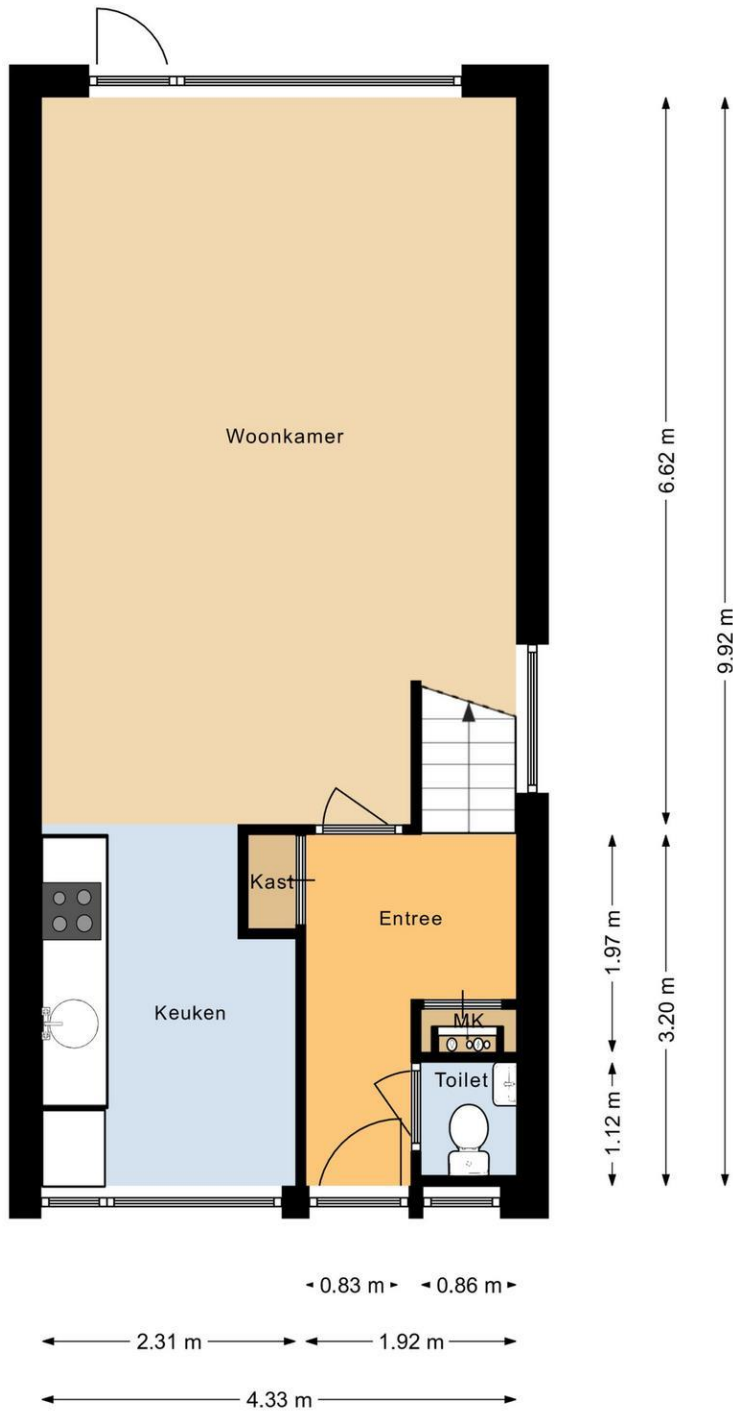 Woonkamer
6.62 m
9.92 m
Kast
Entree
1.97 m
Keuken
MK
3.20 m
Toilet
1.12 m
0.83 m
0.86 m
2.31 m
1.92 m
4.33 m